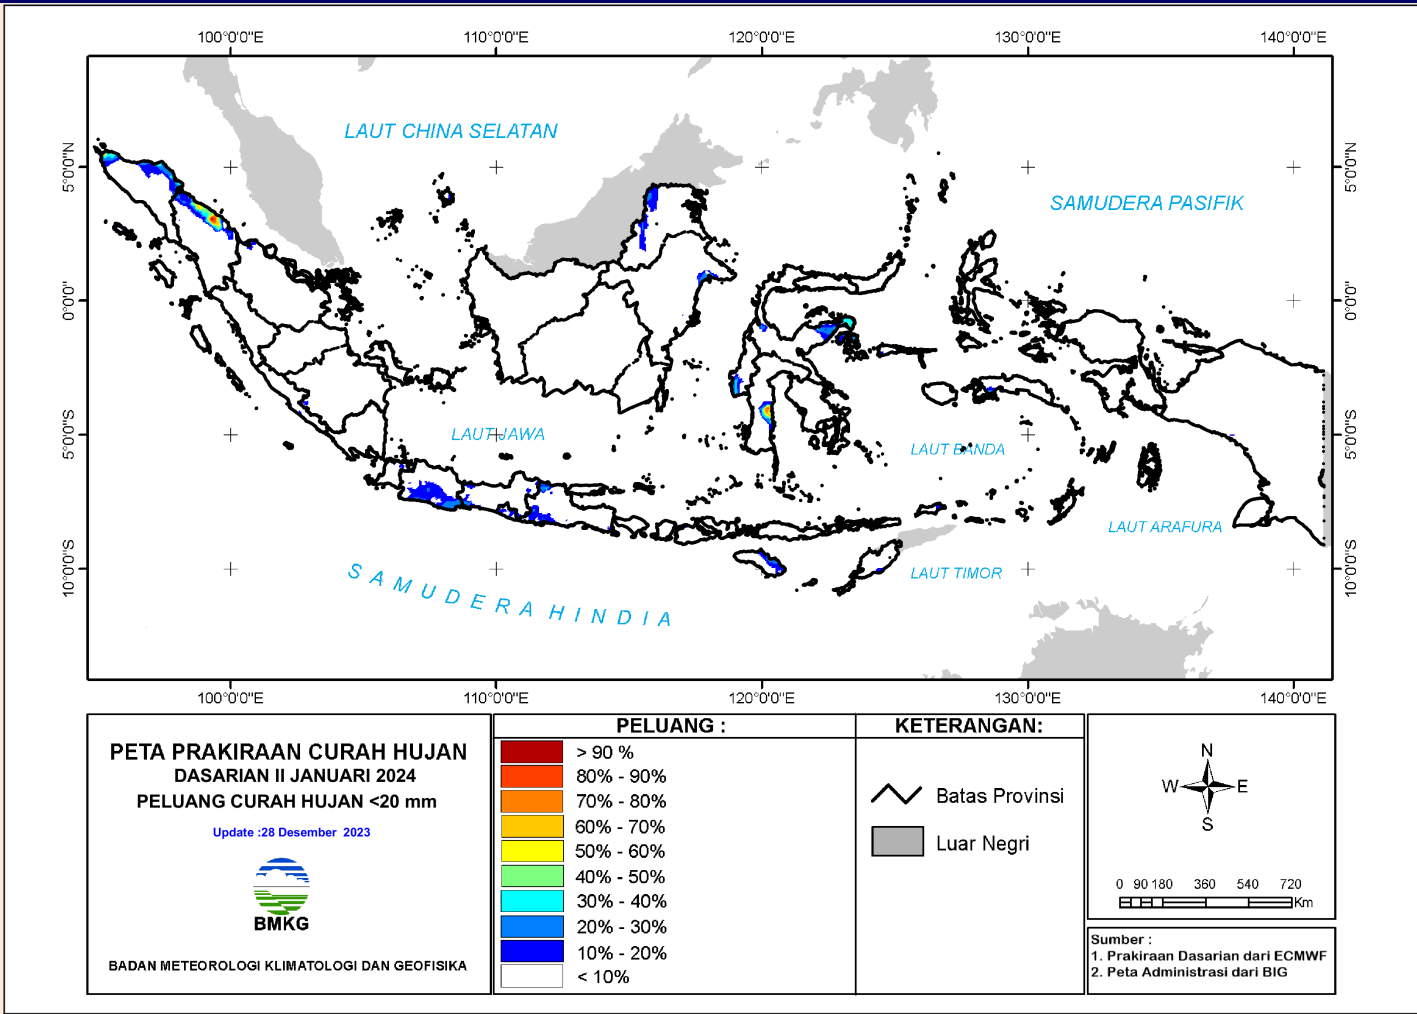 100°0'0"E 110°0'0"E 120°0'0"E 130°0'0"E 140°0'0"E
LAUT CHINA SELATAN
SAMUDERA PASIFIK
5°0'0"N 5°0'0"N
0°0'0" 0°0'0"
5°0'0"S 5°0'0"S
10°0'0"S 10°0'0"S
LAUT JAWA
LAUT BANDA
LAUT ARAFURA
LAUT TIMOR
SAMUDERA HINDIA
100°0'0"E 110°0'0"E 120°0'0"E 130°0'0"E 140°0'0"E
PETA PRAKIRAAN CURAH HUJAN
DASARIAN II JANUARI 2024
PELUANG CURAH HUJAN <20 mm
Update :28 Desember 2023
BMKG
BADAN METEOROLOGI KLIMATOLOGI DAN GEOFISIKA
PELUANG :
> 90 %
80% - 90%
70% - 80%
60% - 70%
50% - 60%
40% - 50%
30% - 40%
20% - 30%
10% - 20%
< 10%
KETERANGAN:
Batas Provinsi
Luar Negri
N
W E
S
0 90 180 360 540 720
Km
Sumber :
1. Prakiraan Dasarian dari ECMWF
2. Peta Administrasi dari BIG